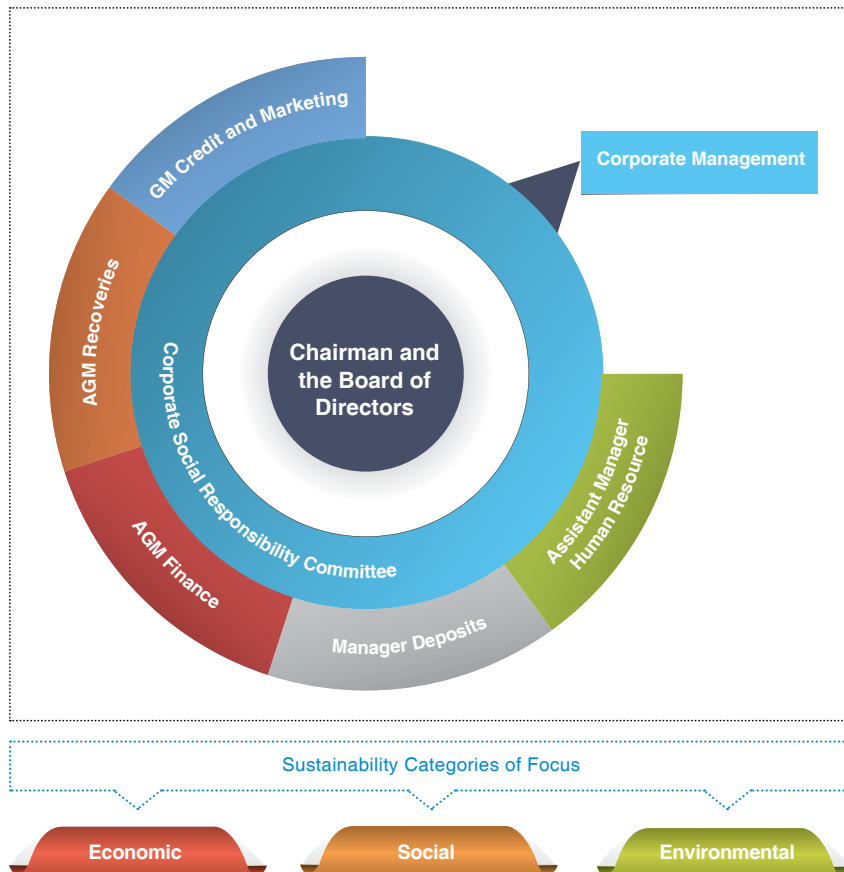 GM Credit and Marketing
Corporate Management
AGM Recoveries
Chairman and
the Board of
Directors
Corporate Social Responsibility Committee
Assistant Manager
Human Resource
AGM Finance
Manager Deposits
Sustainability Categories of Focus
Economic
Social
Environmental